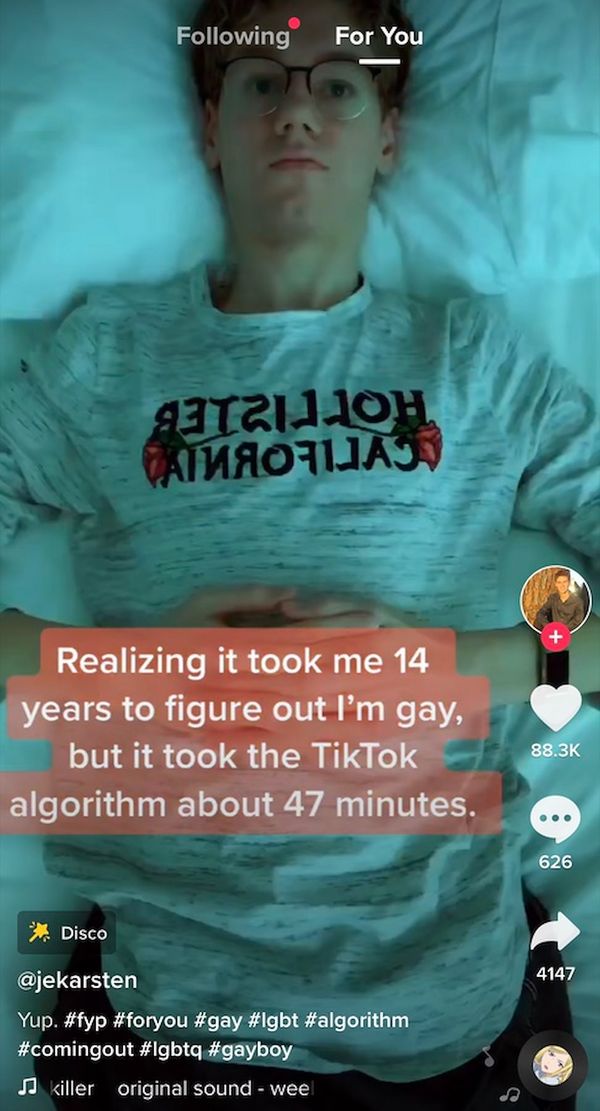 Following For You
HOLLISTER
CALIFORNIA
Realizing it took me 14
years to figure out I'm gay,
but it took the TikTok
algorithm about 47 minutes.
88.3K
626
4147
Disco
@jekarsten
Yup. #fyp #foryou #gay #lgbt #algorithm
#comingout #lgbtq #gayboy
killer original sound - wee